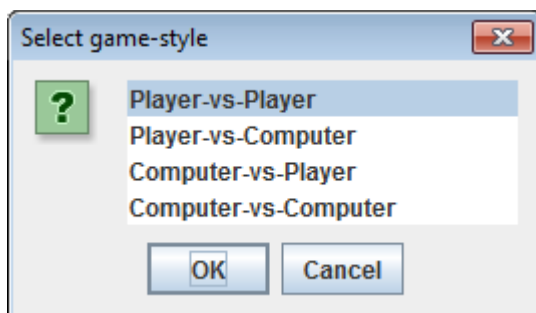 Select game-style
?
Player-vs-Player
Player-vs-Computer
Computer-vs-Player
Computer-vs-Computer
OK Cancel